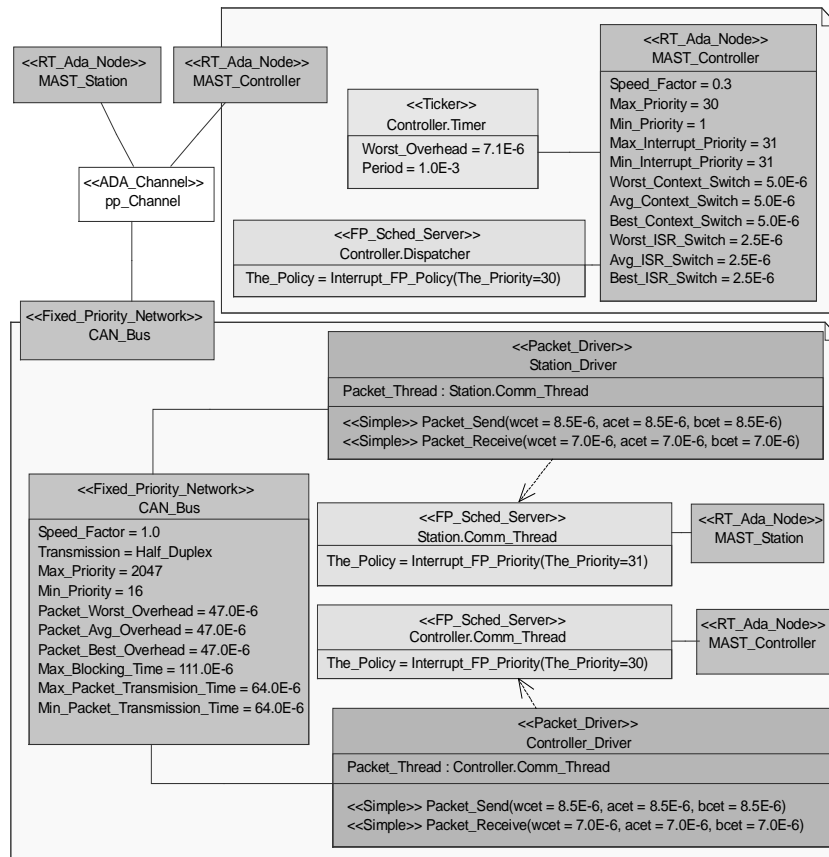 <<RT_Ada_Node>>
MAST_Station
<<RT_Ada_Node>>
MAST_Controller
<<ADA_Channel>>
pp_Channel
<<Fixed_Priority_Network>>
CAN_Bus
<<Ticker>>
Controller.Timer
Worst_Overhead = 7.1E-6
Period = 1.0E-3
<<FP_Sched_Server>>
Controller.Dispatcher
The_Policy = Interrupt_FP_Policy(The_Priority=30)
<<RT_Ada_Node>>
MAST_Controller
Speed_Factor = 0.3
Max_Priority = 30
Min_Priority = 1
Max_Interrupt_Priority = 31
Min_Interrupt_Priority = 31
Worst_Context_Switch = 5.0E-6
Avg_Context_Switch = 5.0E-6
Best_Context_Switch = 5.0E-6
Worst_ISR_Switch = 2.5E-6
Avg_ISR_Switch = 2.5E-6
Best_ISR_Switch = 2.5E-6
<<Packet_Driver>>
Station_Driver
Packet_Thread : Station.Comm_Thread
<<Simple>> Packet_Send(wcet = 8.5E-6, acet = 8.5E-6, bcet = 8.5E-6)
<<Simple>> Packet_Receive(wcet = 7.0E-6, acet = 7.0E-6, bcet = 7.0E-6)
<<Fixed_Priority_Network>>
CAN_Bus
Speed_Factor = 1.0
Transmission = Half_Duplex
Max_Priority = 2047
Min_Priority = 16
Packet_Worst_Overhead = 47.0E-6
Packet_Avg_Overhead = 47.0E-6
Packet_Best_Overhead = 47.0E-6
Max_Blocking_Time = 111.0E-6
Max_Packet_Transmision_Time = 64.0E-6
Min_Packet_Transmission_Time = 64.0E-6
<<FP_Sched_Server>>
Station.Comm_Thread
The_Policy = Interrupt_FP_Priority(The_Priority=31)
<<RT_Ada_Node>>
MAST_Station
<<FP_Sched_Server>>
Controller.Comm_Thread
The_Policy = Interrupt_FP_Priority(The_Priority=30)
<<RT_Ada_Node>>
MAST_Controller
<<Packet_Driver>>
Controller_Driver
Packet_Thread : Controller.Comm_Thread
<<Simple>> Packet_Send(wcet = 8.5E-6, acet = 8.5E-6, bcet = 8.5E-6)
<<Simple>> Packet_Receive(wcet = 7.0E-6, acet = 7.0E-6, bcet = 7.0E-6)